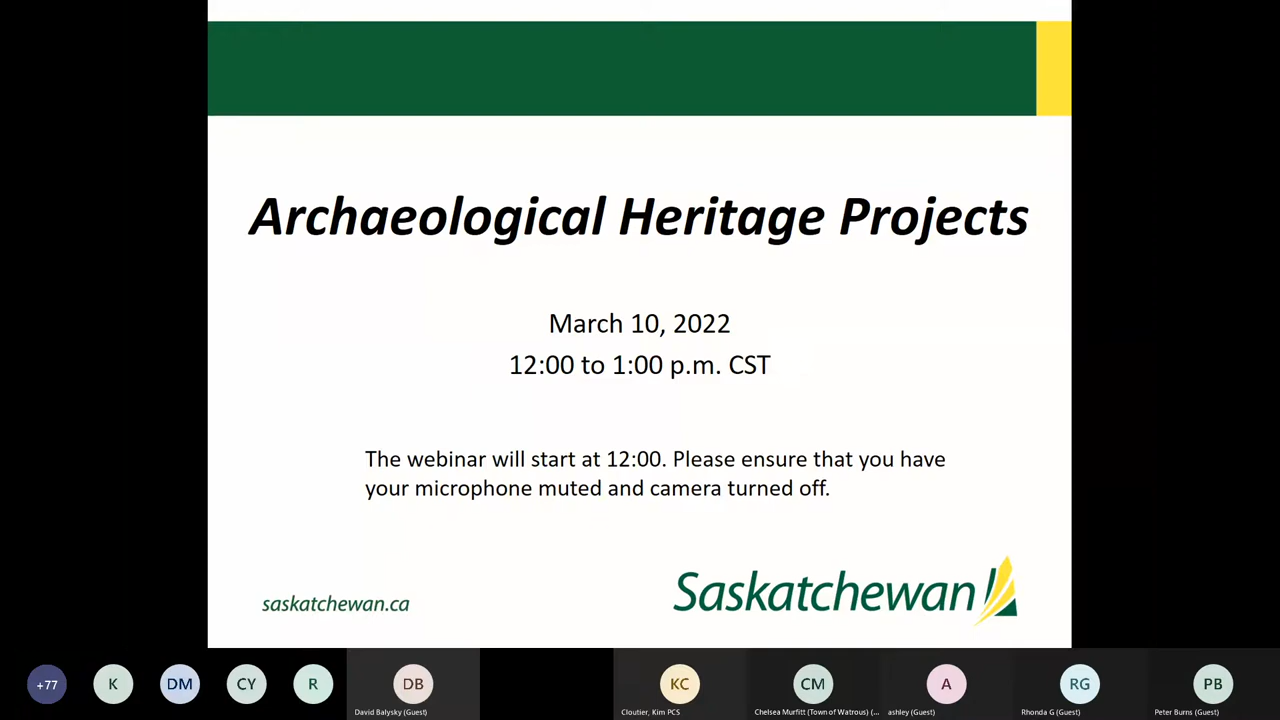 Archaeological Heritage Projects
March 10, 2022
12:00 to 1:00 p.m. CST
The webinar will start at 12:00. Please ensure that you have
your microphone muted and camera turned off.
saskatchewan.ca
Saskatchewan
+77
K
DM
CY
R
DB
KC
CM
A
RG
PB
David Balysky (Guest)
Cloutier, Kim PCS
Chelsea Murfitt (Town of Watrous) (...
ashley (Guest)
Rhonda G (Guest)
Peter Burns (Guest)